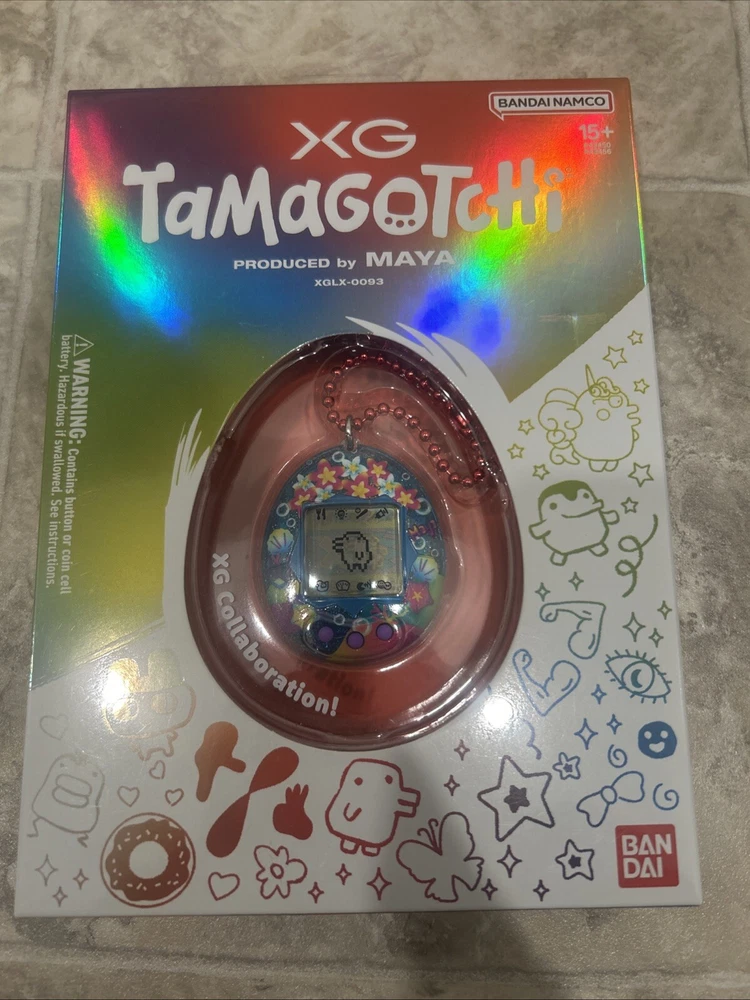 BANDAI NAMCO
15+
XG
TaMaGoTcHi
PRODUCED by MAYA
XGLX-0093
⚠WARNING: Contains button or coin cell
battery. Hazardous if swallowed. See instructions.
XG Collaboration!
BAN
DAI